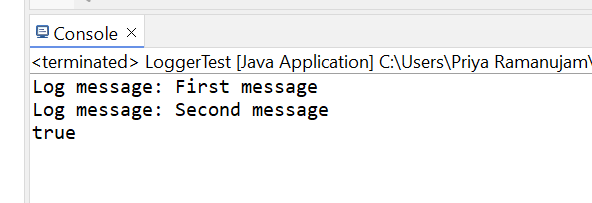 Console
<terminated> LoggerTest [Java Application] C:\Users\Priya Ramanujam\
Log message: First message
Log message: Second message
true